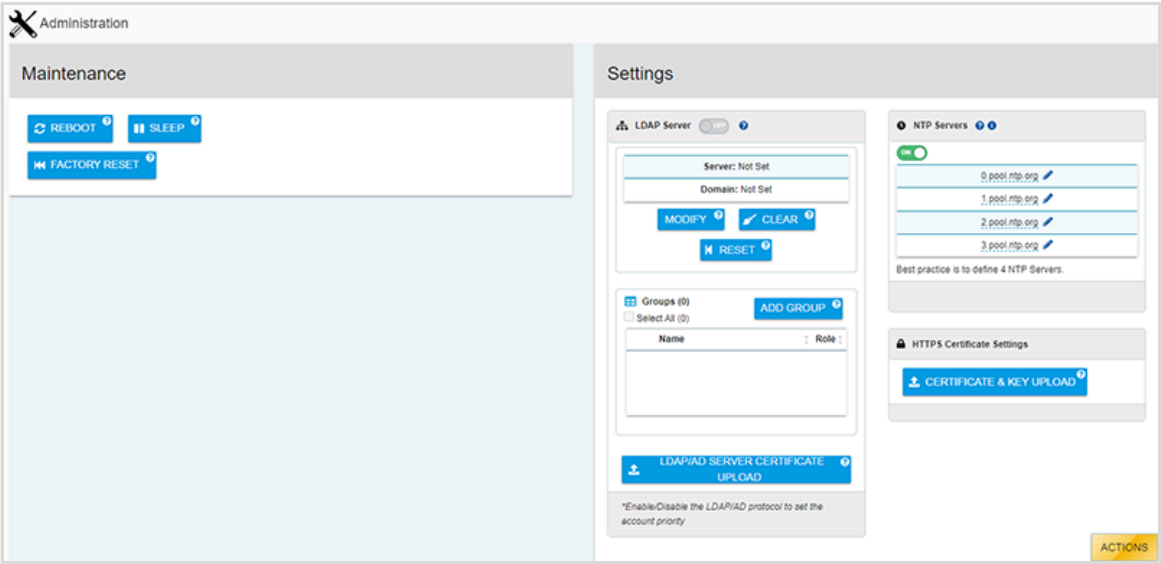 Administration
Maintenance
REBOOT ?
SLEEP ?
FACTORY RESET ?
Settings
LDAP Server OFF ?
Server: Not Set
Domain: Not Set
MODIFY ?
CLEAR ?
RESET ?
Groups (0)
Select All (0)
ADD GROUP ?
Name Role
LDAP/AD SERVER CERTIFICATE ?
UPLOAD
*Enable/Disable the LDAP/AD protocol to set the
account priority
NTP Servers ? i
ON
0.pool.ntp.org
1.pool.ntp.org
2.pool.ntp.org
3.pool.ntp.org
Best practice is to define 4 NTP Servers.
HTTPS Certificate Settings
CERTIFICATE & KEY UPLOAD ?
ACTIONS